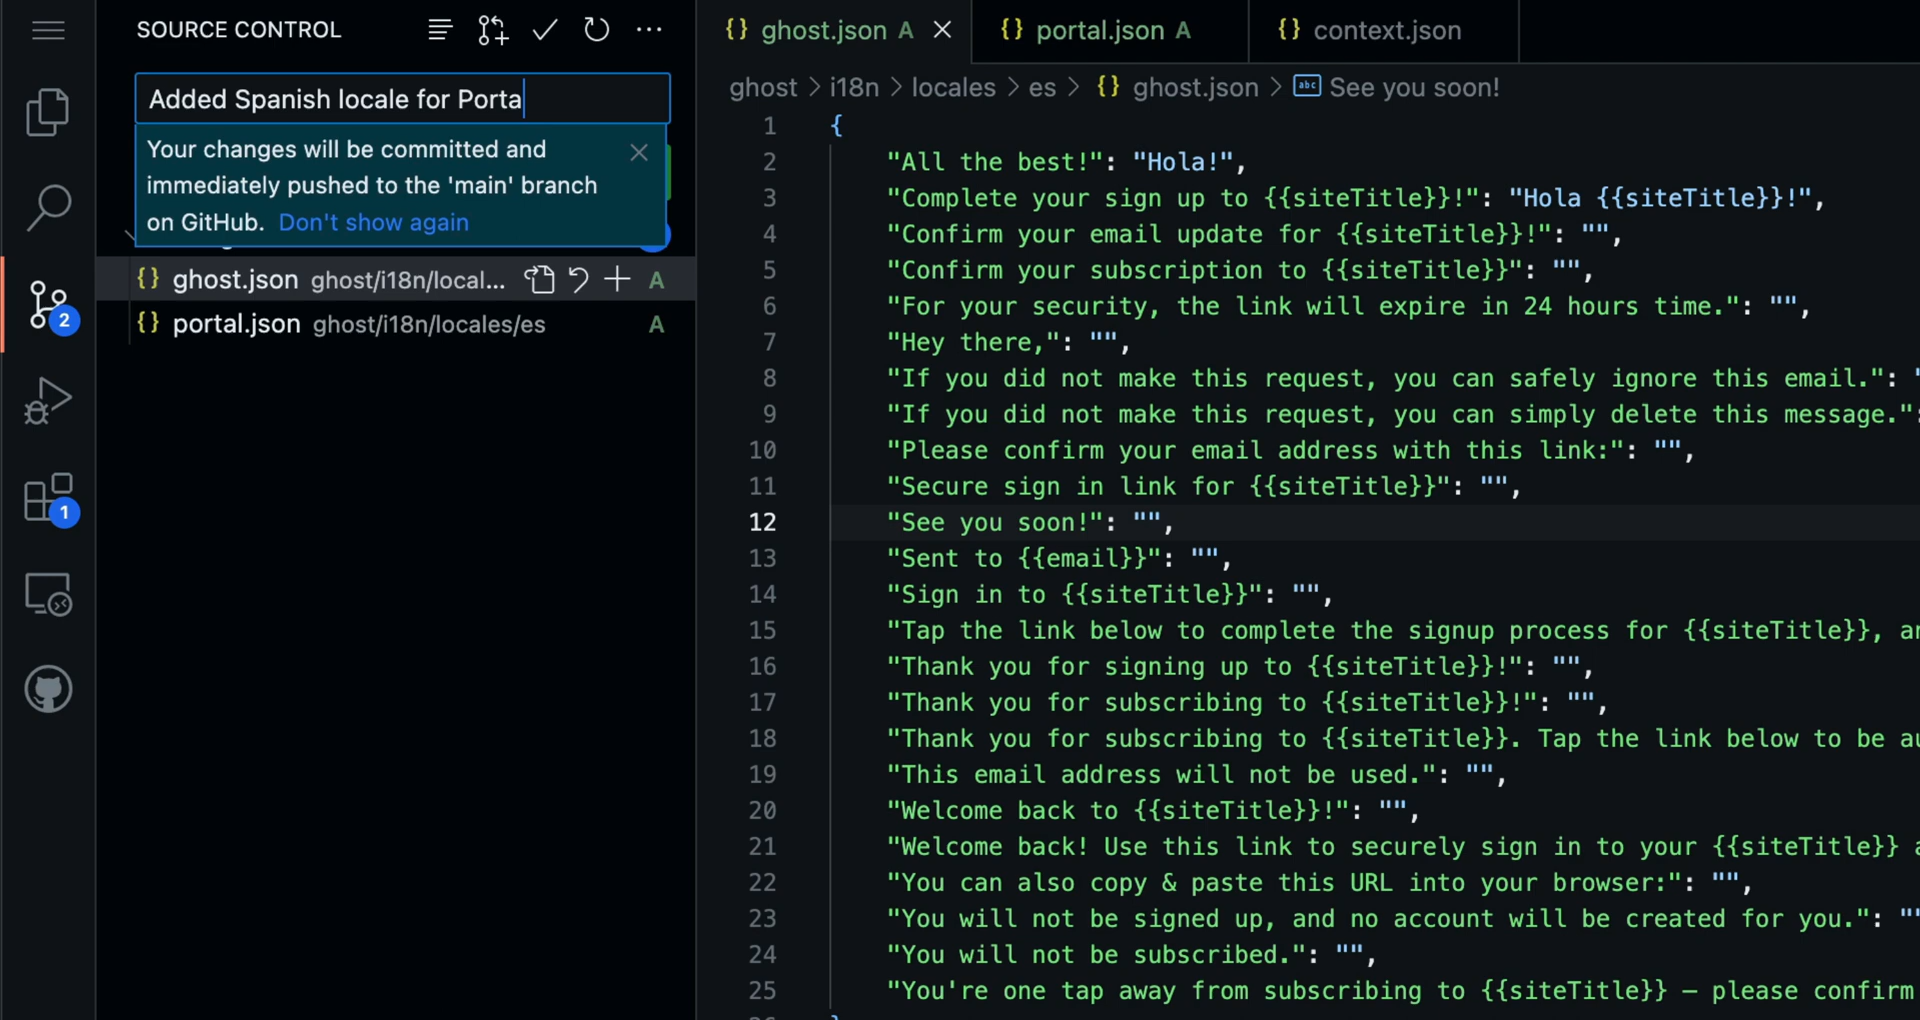 SOURCE CONTROL
Added Spanish locale for Porta
Your changes will be committed and
immediately pushed to the 'main' branch
on GitHub. Don't show again
{} ghost.json ghost/i18n/local... A
{} portal.json ghost/i18n/locales/es A
2
1
{} ghost.json A
{} portal.json A
{} context.json
ghost > i18n > locales > es > {} ghost.json > abc See you soon!
1 {
2 "All the best!": "Hola!",
3 "Complete your sign up to {{siteTitle}}!": "Hola {{siteTitle}}!",
4 "Confirm your email update for {{siteTitle}}!": "",
5 "Confirm your subscription to {{siteTitle}}": "",
6 "For your security, the link will expire in 24 hours time.": "",
7 "Hey there,": "",
8 "If you did not make this request, you can safely ignore this email.": "
9 "If you did not make this request, you can simply delete this message.":
10 "Please confirm your email address with this link:": "",
11 "Secure sign in link for {{siteTitle}}": "",
12 "See you soon!": "",
13 "Sent to {{email}}": "",
14 "Sign in to {{siteTitle}}": "",
15 "Tap the link below to complete the signup process for {{siteTitle}}, an
16 "Thank you for signing up to {{siteTitle}}!": "",
17 "Thank you for subscribing to {{siteTitle}}!": "",
18 "Thank you for subscribing to {{siteTitle}}. Tap the link below to be au
19 "This email address will not be used.": "",
20 "Welcome back to {{siteTitle}}!": "",
21 "Welcome back! Use this link to securely sign in to your {{siteTitle}} a
22 "You can also copy & paste this URL into your browser:": "",
23 "You will not be signed up, and no account will be created for you.": ""
24 "You will not be subscribed.": "",
25 "You're one tap away from subscribing to {{siteTitle}} — please confirm